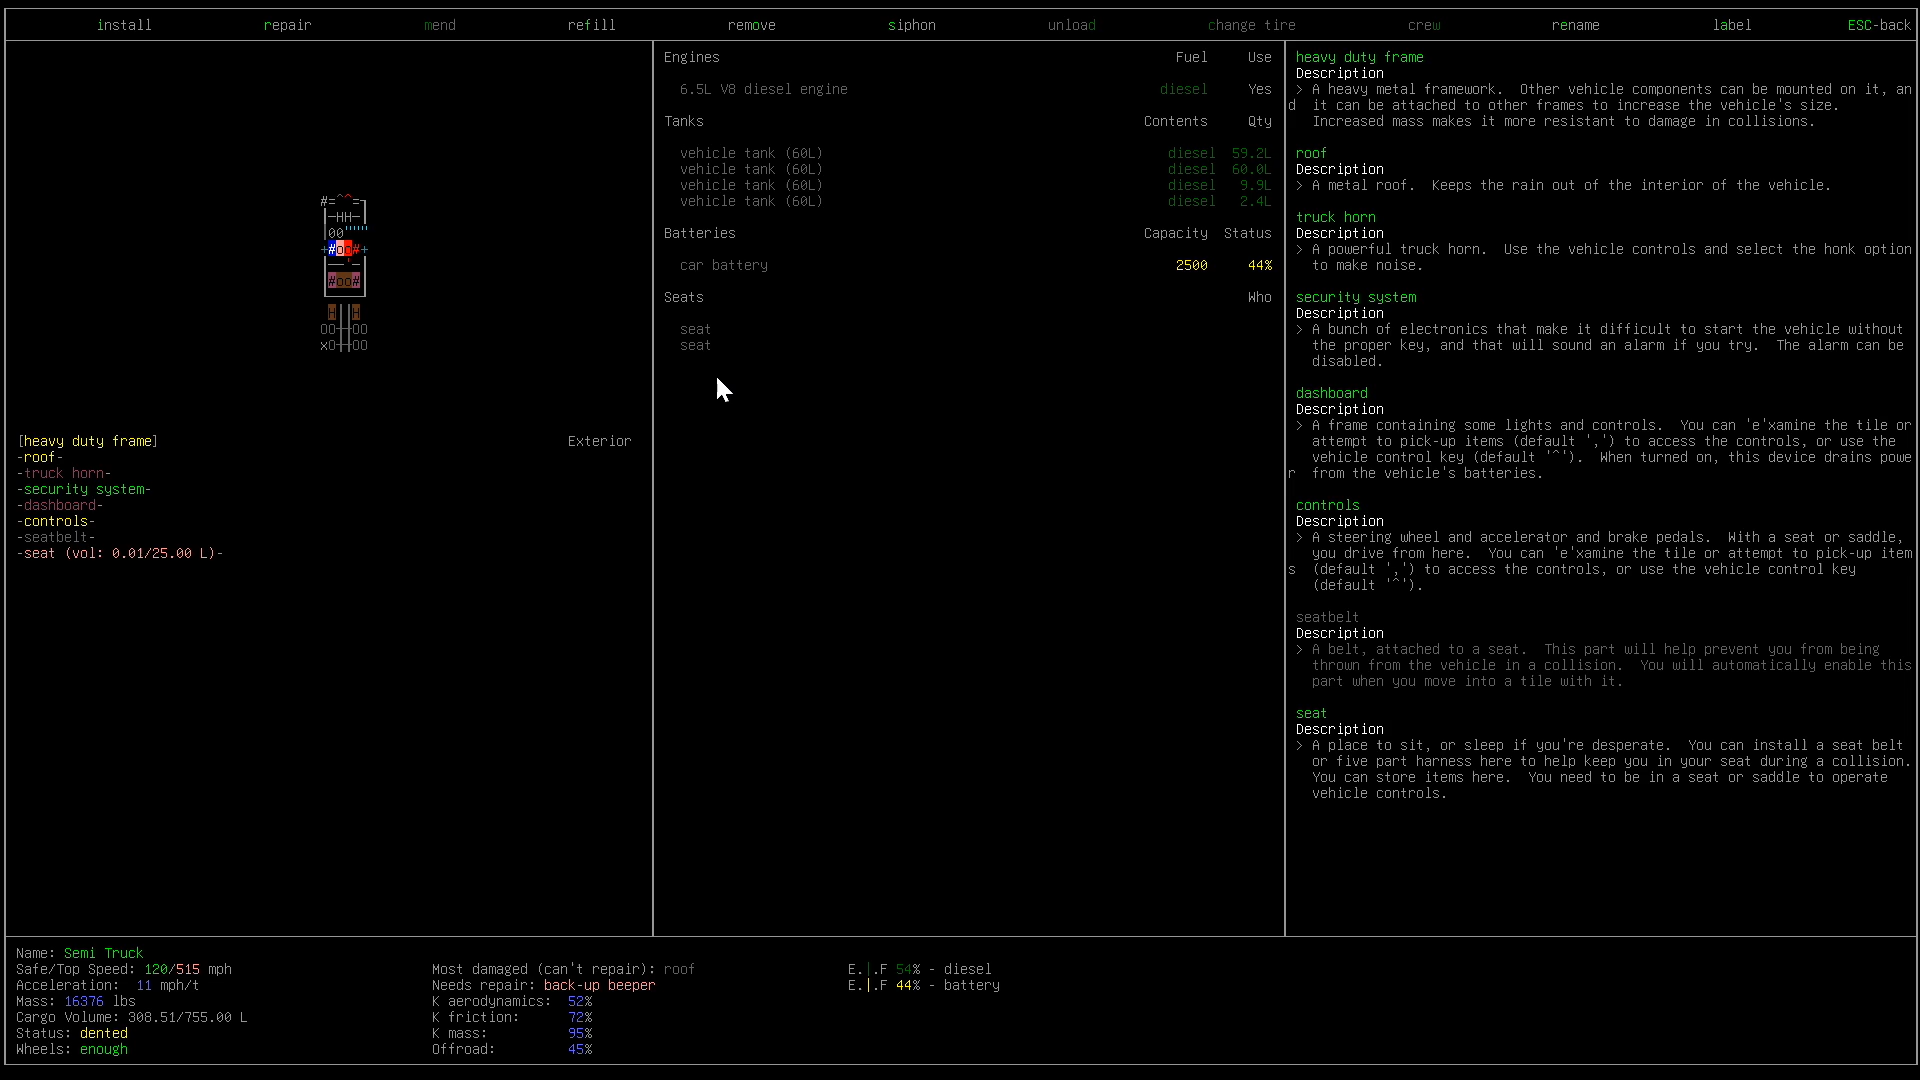 install repair mend refill remove siphon unload change tire crew rename label ESC-back
Engines Fuel Use
6.5L V8 diesel engine diesel Yes
Tanks Contents Qty
vehicle tank (60L) diesel 59.2L
vehicle tank (60L) diesel 60.0L
vehicle tank (60L) diesel 9.9L
vehicle tank (60L) diesel 2.4L
Batteries Capacity Status
car battery 2500 44%
Seats Who
seat
seat
[heavy duty frame] Exterior
-roof-
-truck horn-
-security system-
-dashboard-
-controls-
-seatbelt-
-seat (vol: 0.01/25.00 L)-
heavy duty frame
Description
> A heavy metal framework.  Other vehicle components can be mounted on it, an
d  it can be attached to other frames to increase the vehicle's size.
Increased mass makes it more resistant to damage in collisions.
roof
Description
> A metal roof.  Keeps the rain out of the interior of the vehicle.
truck horn
Description
> A powerful truck horn.  Use the vehicle controls and select the honk option
to make noise.
security system
Description
> A bunch of electronics that make it difficult to start the vehicle without
the proper key, and that will sound an alarm if you try.  The alarm can be
disabled.
dashboard
Description
> A frame containing some lights and controls.  You can 'e'xamine the tile or
attempt to pick-up items (default ',') to access the controls, or use the
vehicle control key (default '^').  When turned on, this device drains powe
r  from the vehicle's batteries.
controls
Description
> A steering wheel and accelerator and brake pedals.  With a seat or saddle,
you drive from here.  You can 'e'xamine the tile or attempt to pick-up item
s  (default ',') to access the controls, or use the vehicle control key
(default '^').
seatbelt
Description
> A belt, attached to a seat.  This part will help prevent you from being
thrown from the vehicle in a collision.  You will automatically enable this
part when you move into a tile with it.
seat
Description
> A place to sit, or sleep if you're desperate.  You can install a seat belt
or five part harness here to help keep you in your seat during a collision.
You can store items here.  You need to be in a seat or saddle to operate
vehicle controls.
Name: Semi Truck
Safe/Top Speed: 120/515 mph
Acceleration:  11 mph/t
Mass: 16376 lbs
Cargo Volume: 308.51/755.00 L
Status: dented
Wheels: enough
Most damaged (can't repair): roof
Needs repair: back-up beeper
K aerodynamics: 52%
K friction: 72%
K mass: 95%
Offroad: 45%
E.|.F 54% - diesel
E.|.F 44% - battery